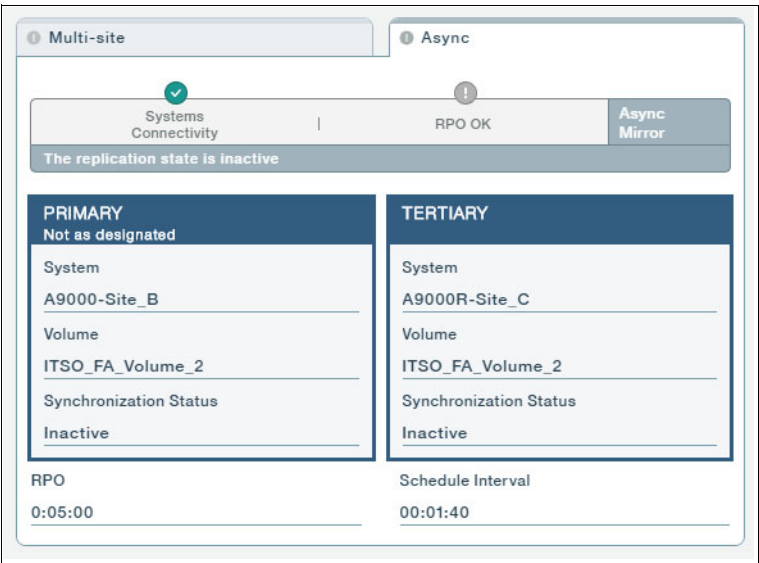 Multi-site
Async
Systems
Connectivity
RPO OK
Async
Mirror
The replication state is inactive
PRIMARY
Not as designated
System
A9000-Site_B
Volume
ITSO_FA_Volume_2
Synchronization Status
Inactive
TERTIARY
System
A9000R-Site_C
Volume
ITSO_FA_Volume_2
Synchronization Status
Inactive
RPO
0:05:00
Schedule Interval
00:01:40